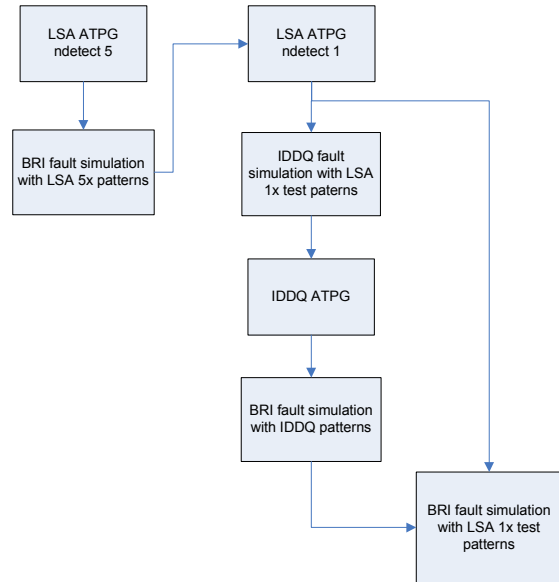 LSA ATPG
ndetect 5
BRI fault simulation
with LSA 5x patterns
LSA ATPG
ndetect 1
IDDQ fault
simulation with LSA
1x test paterns
IDDQ ATPG
BRI fault simulation
with IDDQ patterns
BRI fault simulation
with LSA 1x test
patterns